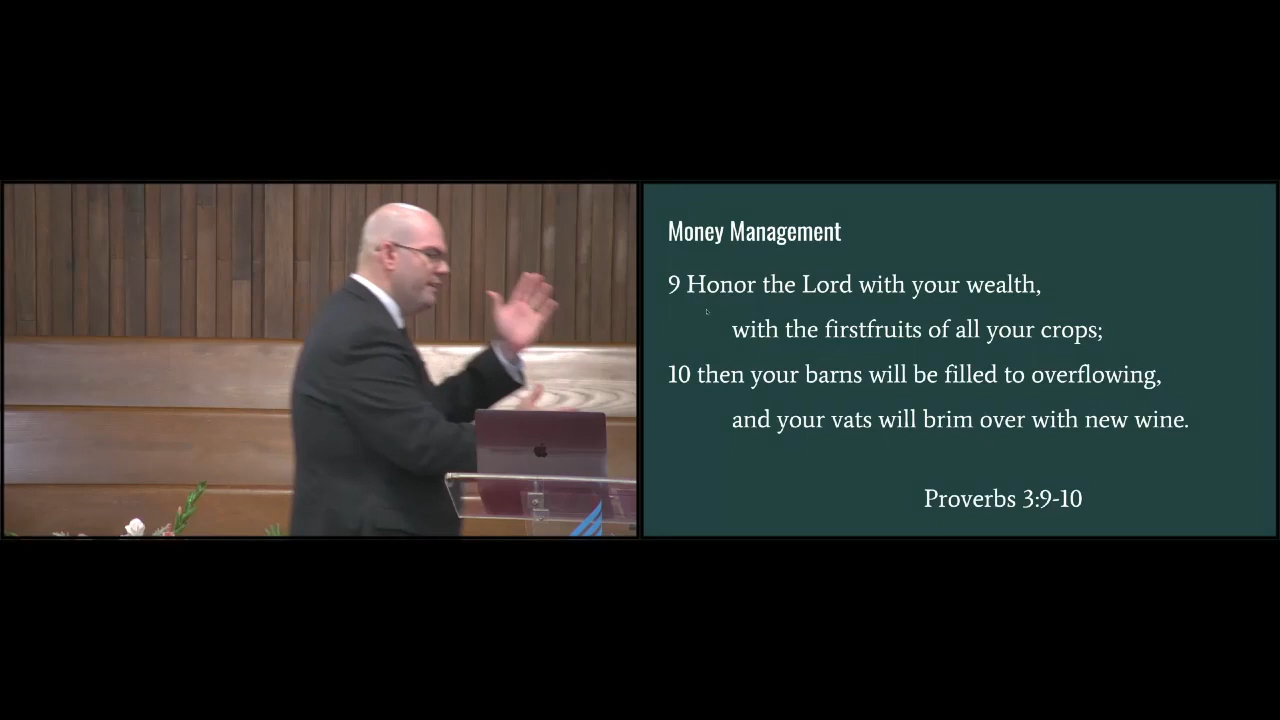 Money Management
9 Honor the Lord with your wealth,
with the firstfruits of all your crops;
10 then your barns will be filled to overflowing,
and your vats will brim over with new wine.
Proverbs 3:9-10